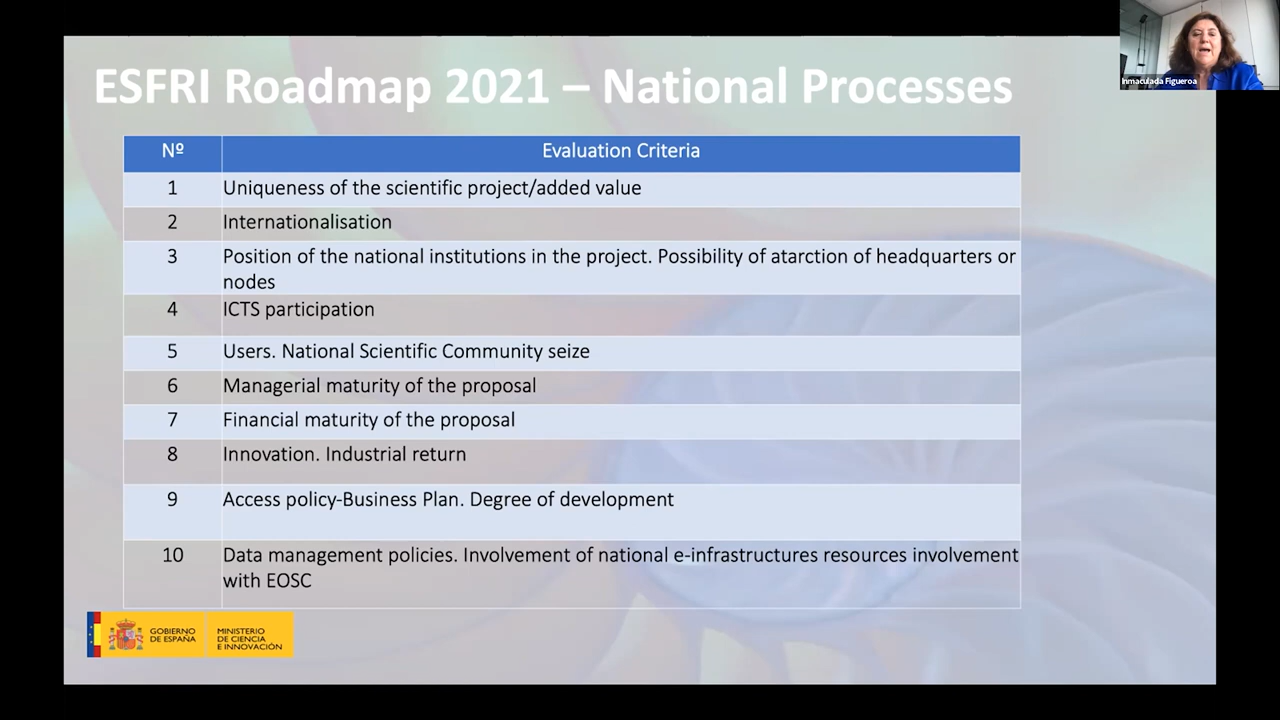 ESFRI Roadmap 2021 – National Processes
Inmaculada Figueroa
Nº Evaluation Criteria
1 Uniqueness of the scientific project/added value
2 Internationalisation
3 Position of the national institutions in the project. Possibility of atarction of headquarters or
nodes
4 ICTS participation
5 Users. National Scientific Community seize
6 Managerial maturity of the proposal
7 Financial maturity of the proposal
8 Innovation. Industrial return
9 Access policy-Business Plan. Degree of development
10 Data management policies. Involvement of national e-infrastructures resources involvement
with EOSC
GOBIERNO
DE ESPAÑA
MINISTERIO
DE CIENCIA
E INNOVACIÓN